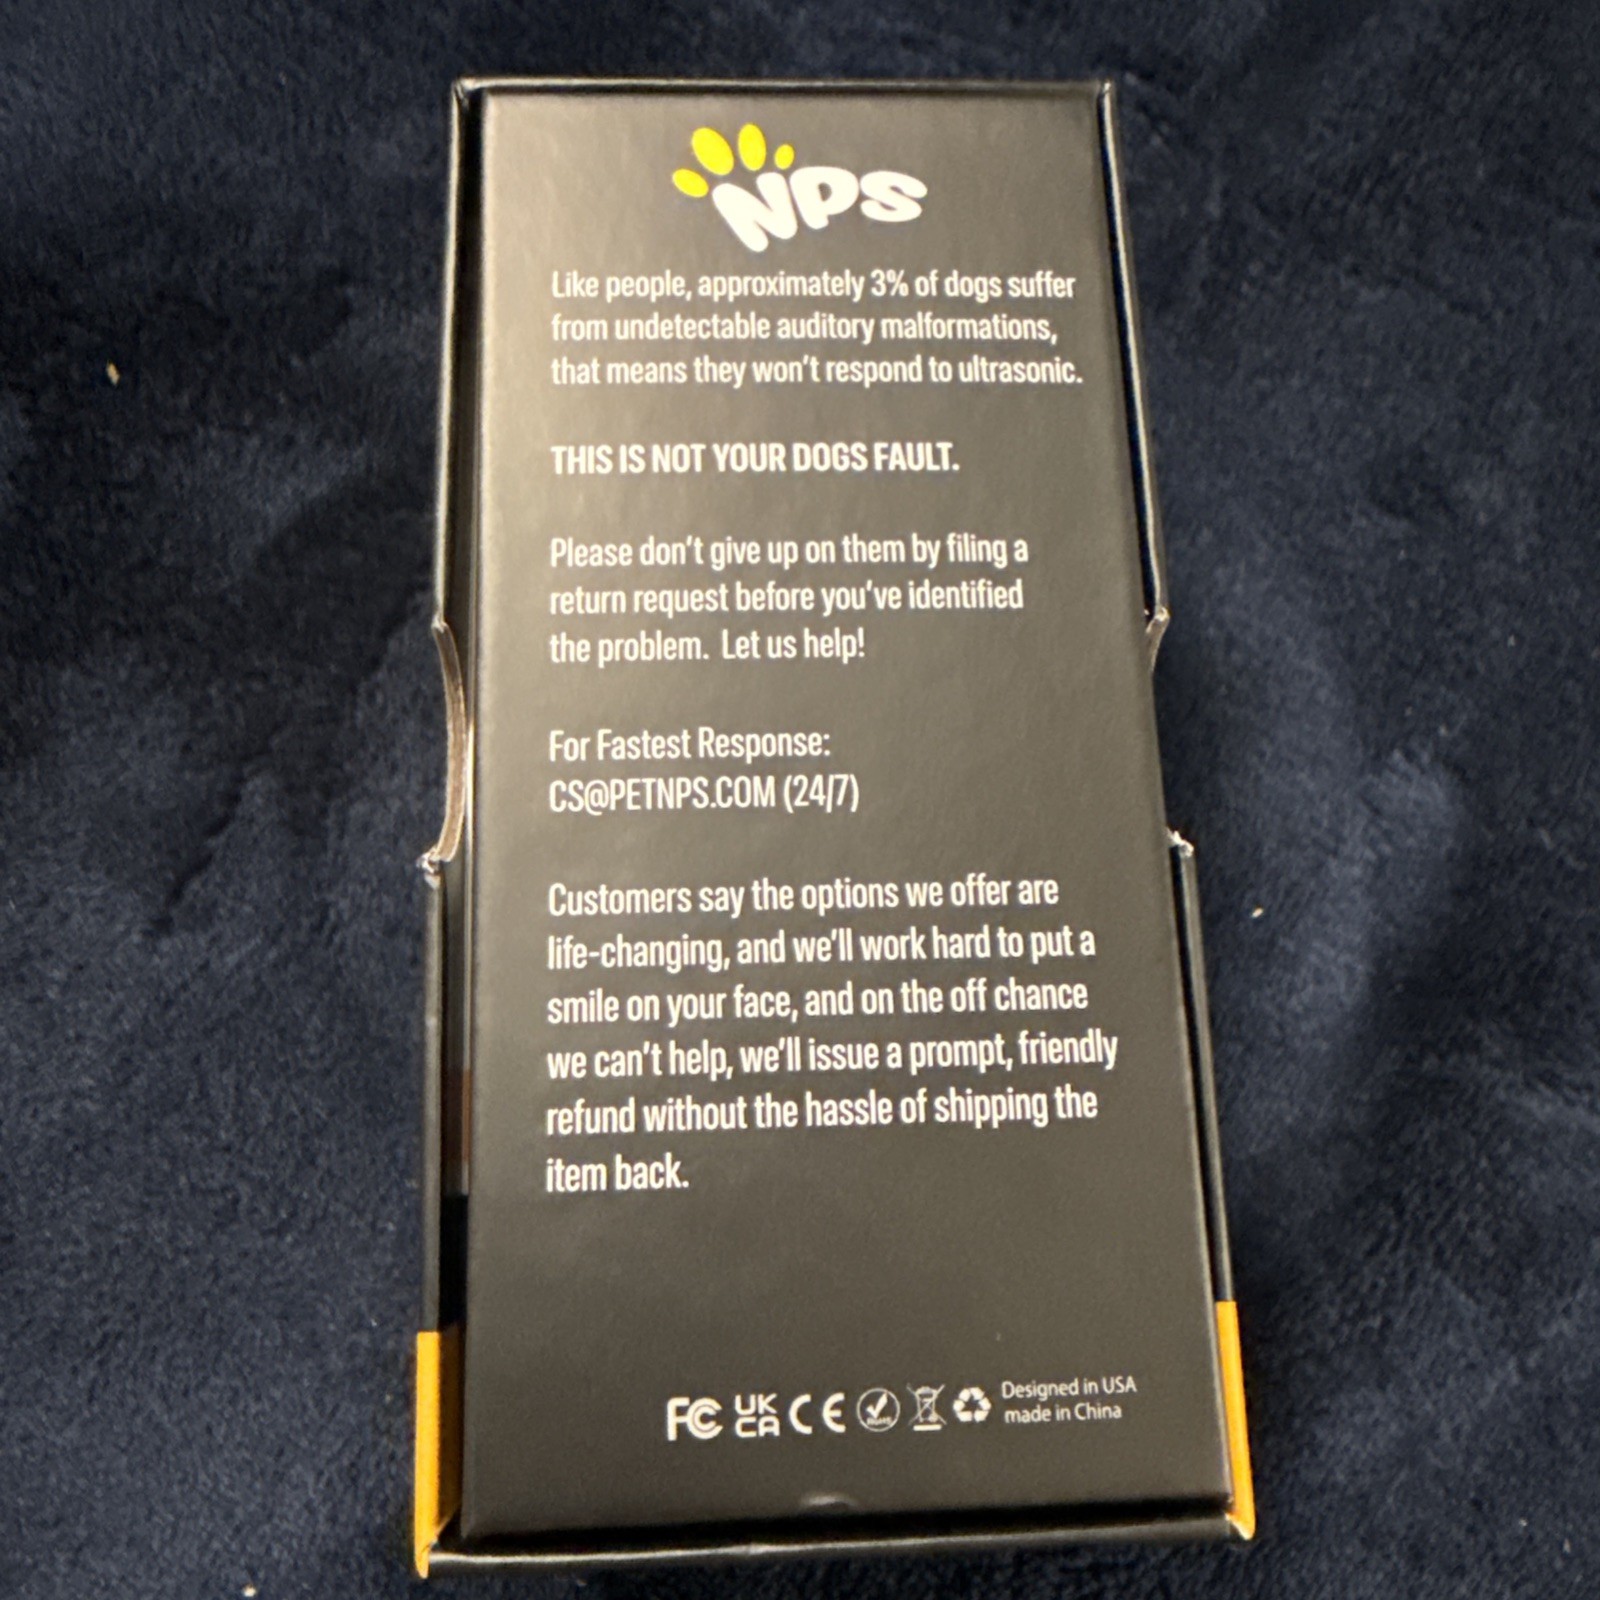 NPS
Like people, approximately 3% of dogs suffer
from undetectable auditory malformations,
that means they won't respond to ultrasonic.
THIS IS NOT YOUR DOGS FAULT.
Please don't give up on them by filing a
return request before you've identified
the problem. Let us help!
For Fastest Response:
CS@PETNPS.COM (24/7)
Customers say the options we offer are
life-changing, and we'll work hard to put a
smile on your face, and on the off chance
we can't help, we'll issue a prompt, friendly
refund without the hassle of shipping the
item back.
FC UK CA CE RoHS
Designed in USA
made in China